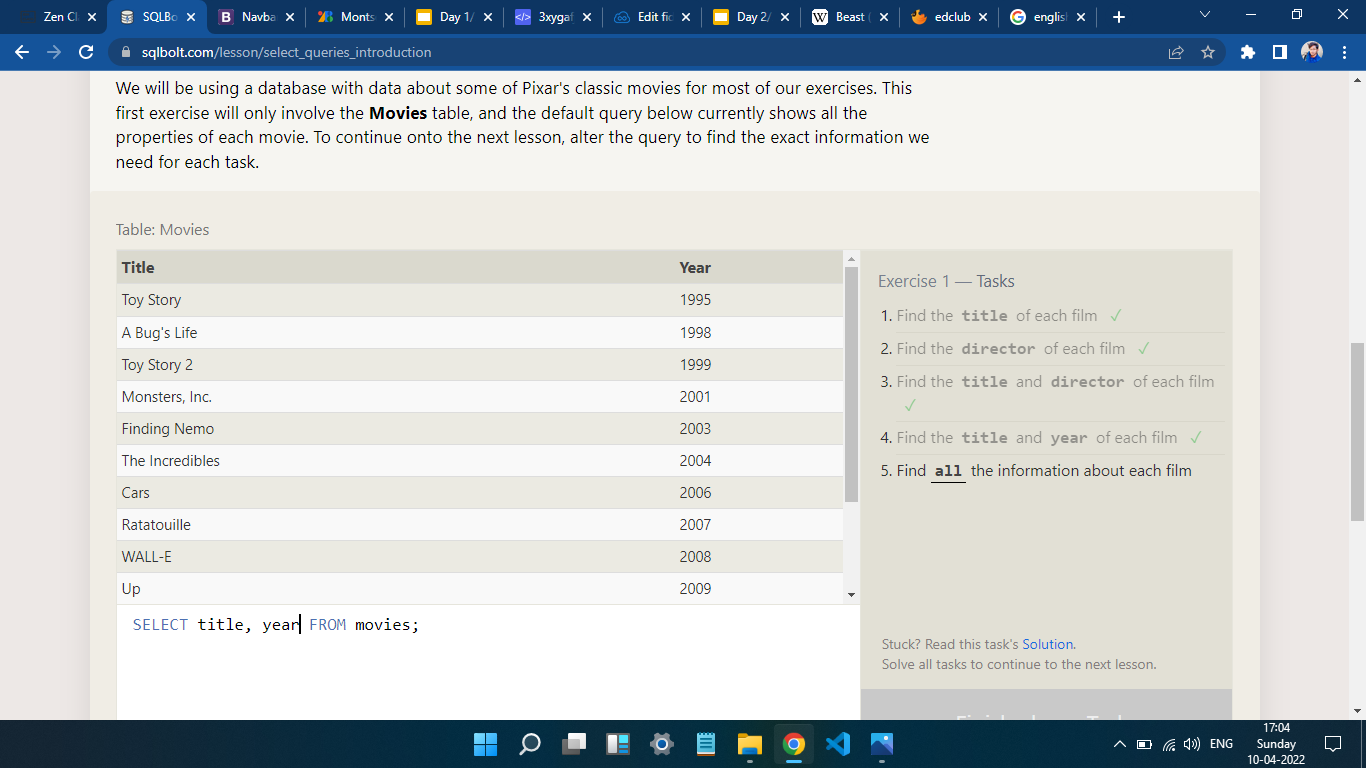 Zen Cl
SQLBo
Navba
Monts
Day 1/
3xygaf
Edit fic
Day 2/
Beast (
edclub
englis
sqlbolt.com/lesson/select_queries_introduction
We will be using a database with data about some of Pixar's classic movies for most of our exercises. This
first exercise will only involve the Movies table, and the default query below currently shows all the
properties of each movie. To continue onto the next lesson, alter the query to find the exact information we
need for each task.
Table: Movies
Title Year
Toy Story 1995
A Bug's Life 1998
Toy Story 2 1999
Monsters, Inc. 2001
Finding Nemo 2003
The Incredibles 2004
Cars 2006
Ratatouille 2007
WALL-E 2008
Up 2009
SELECT title, year FROM movies;
Exercise 1 — Tasks
1. Find the title of each film ✓
2. Find the director of each film ✓
3. Find the title and director of each film
✓
4. Find the title and year of each film ✓
5. Find all the information about each film
Stuck? Read this task's Solution.
Solve all tasks to continue to the next lesson.
ENG
17:04
Sunday
10-04-2022